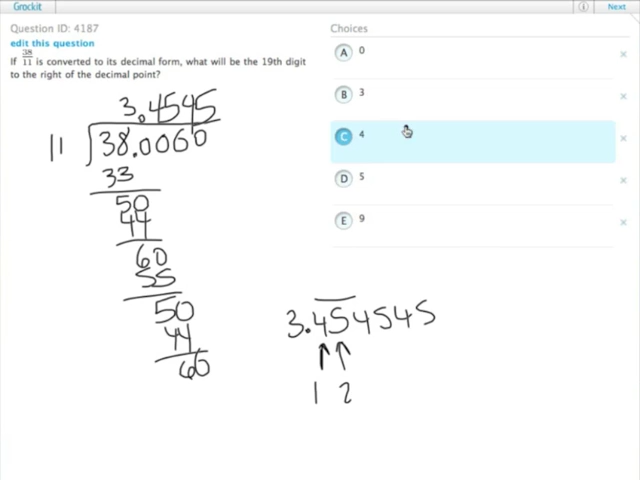 Grockit
Next
Question ID: 4187
edit this question
If 38/11 is converted to its decimal form, what will be the 19th digit
to the right of the decimal point?
Choices
A 0
B 3
C 4
D 5
E 9
3.4545
11 38.0060
33
50
44
60
55
50
44
60
3.454545
1 2